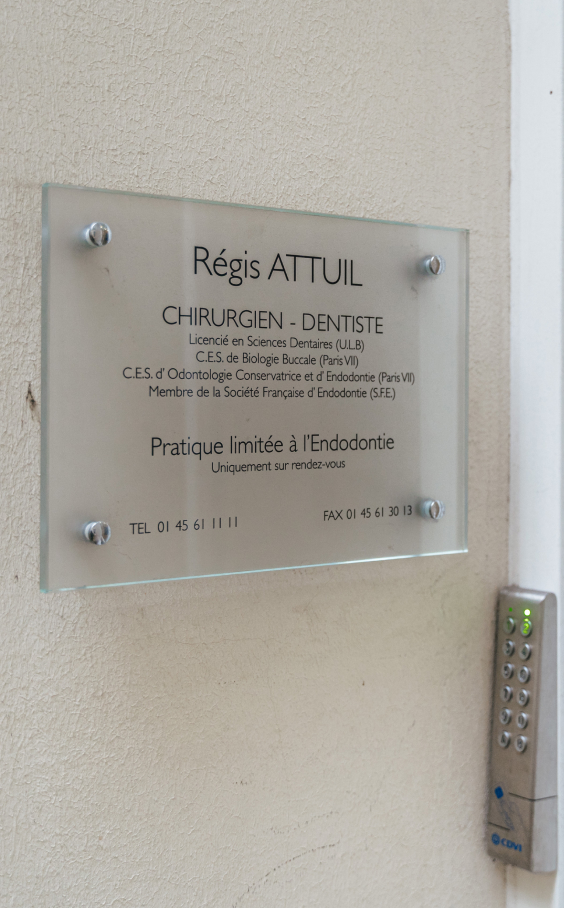 Régis ATTUIL
CHIRURGIEN - DENTISTE
Licencié en Sciences Dentaires (U.L.B)
C.E.S. de Biologie Buccale (Paris VII)
C.E.S. d' Odontologie Conservatrice et d' Endodontie (Paris VII)
Membre de la Société Française d' Endodontie (S.F.E.)
Pratique limitée à l'Endodontie
Uniquement sur rendez-vous
TEL 01 45 61 11 11
FAX 01 45 61 30 13
CDVI